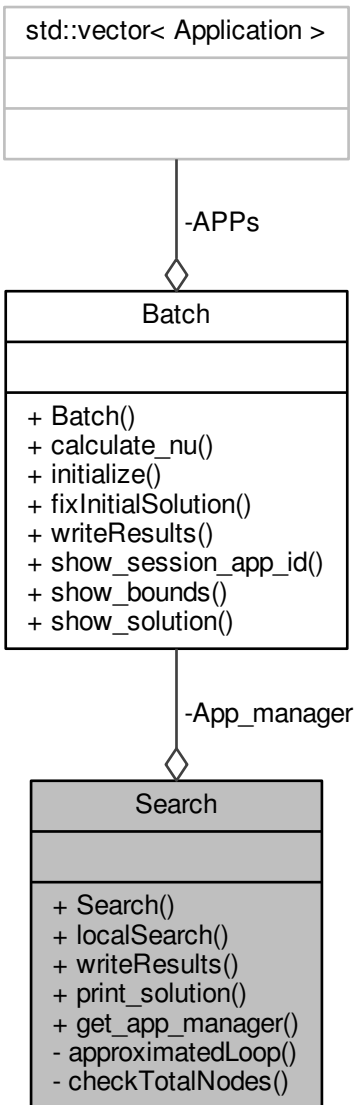 std::vector< Application >
-APPs
Batch
+ Batch()
+ calculate_nu()
+ initialize()
+ fixInitialSolution()
+ writeResults()
+ show_session_app_id()
+ show_bounds()
+ show_solution()
-App_manager
Search
+ Search()
+ localSearch()
+ writeResults()
+ print_solution()
+ get_app_manager()
- approximatedLoop()
- checkTotalNodes()